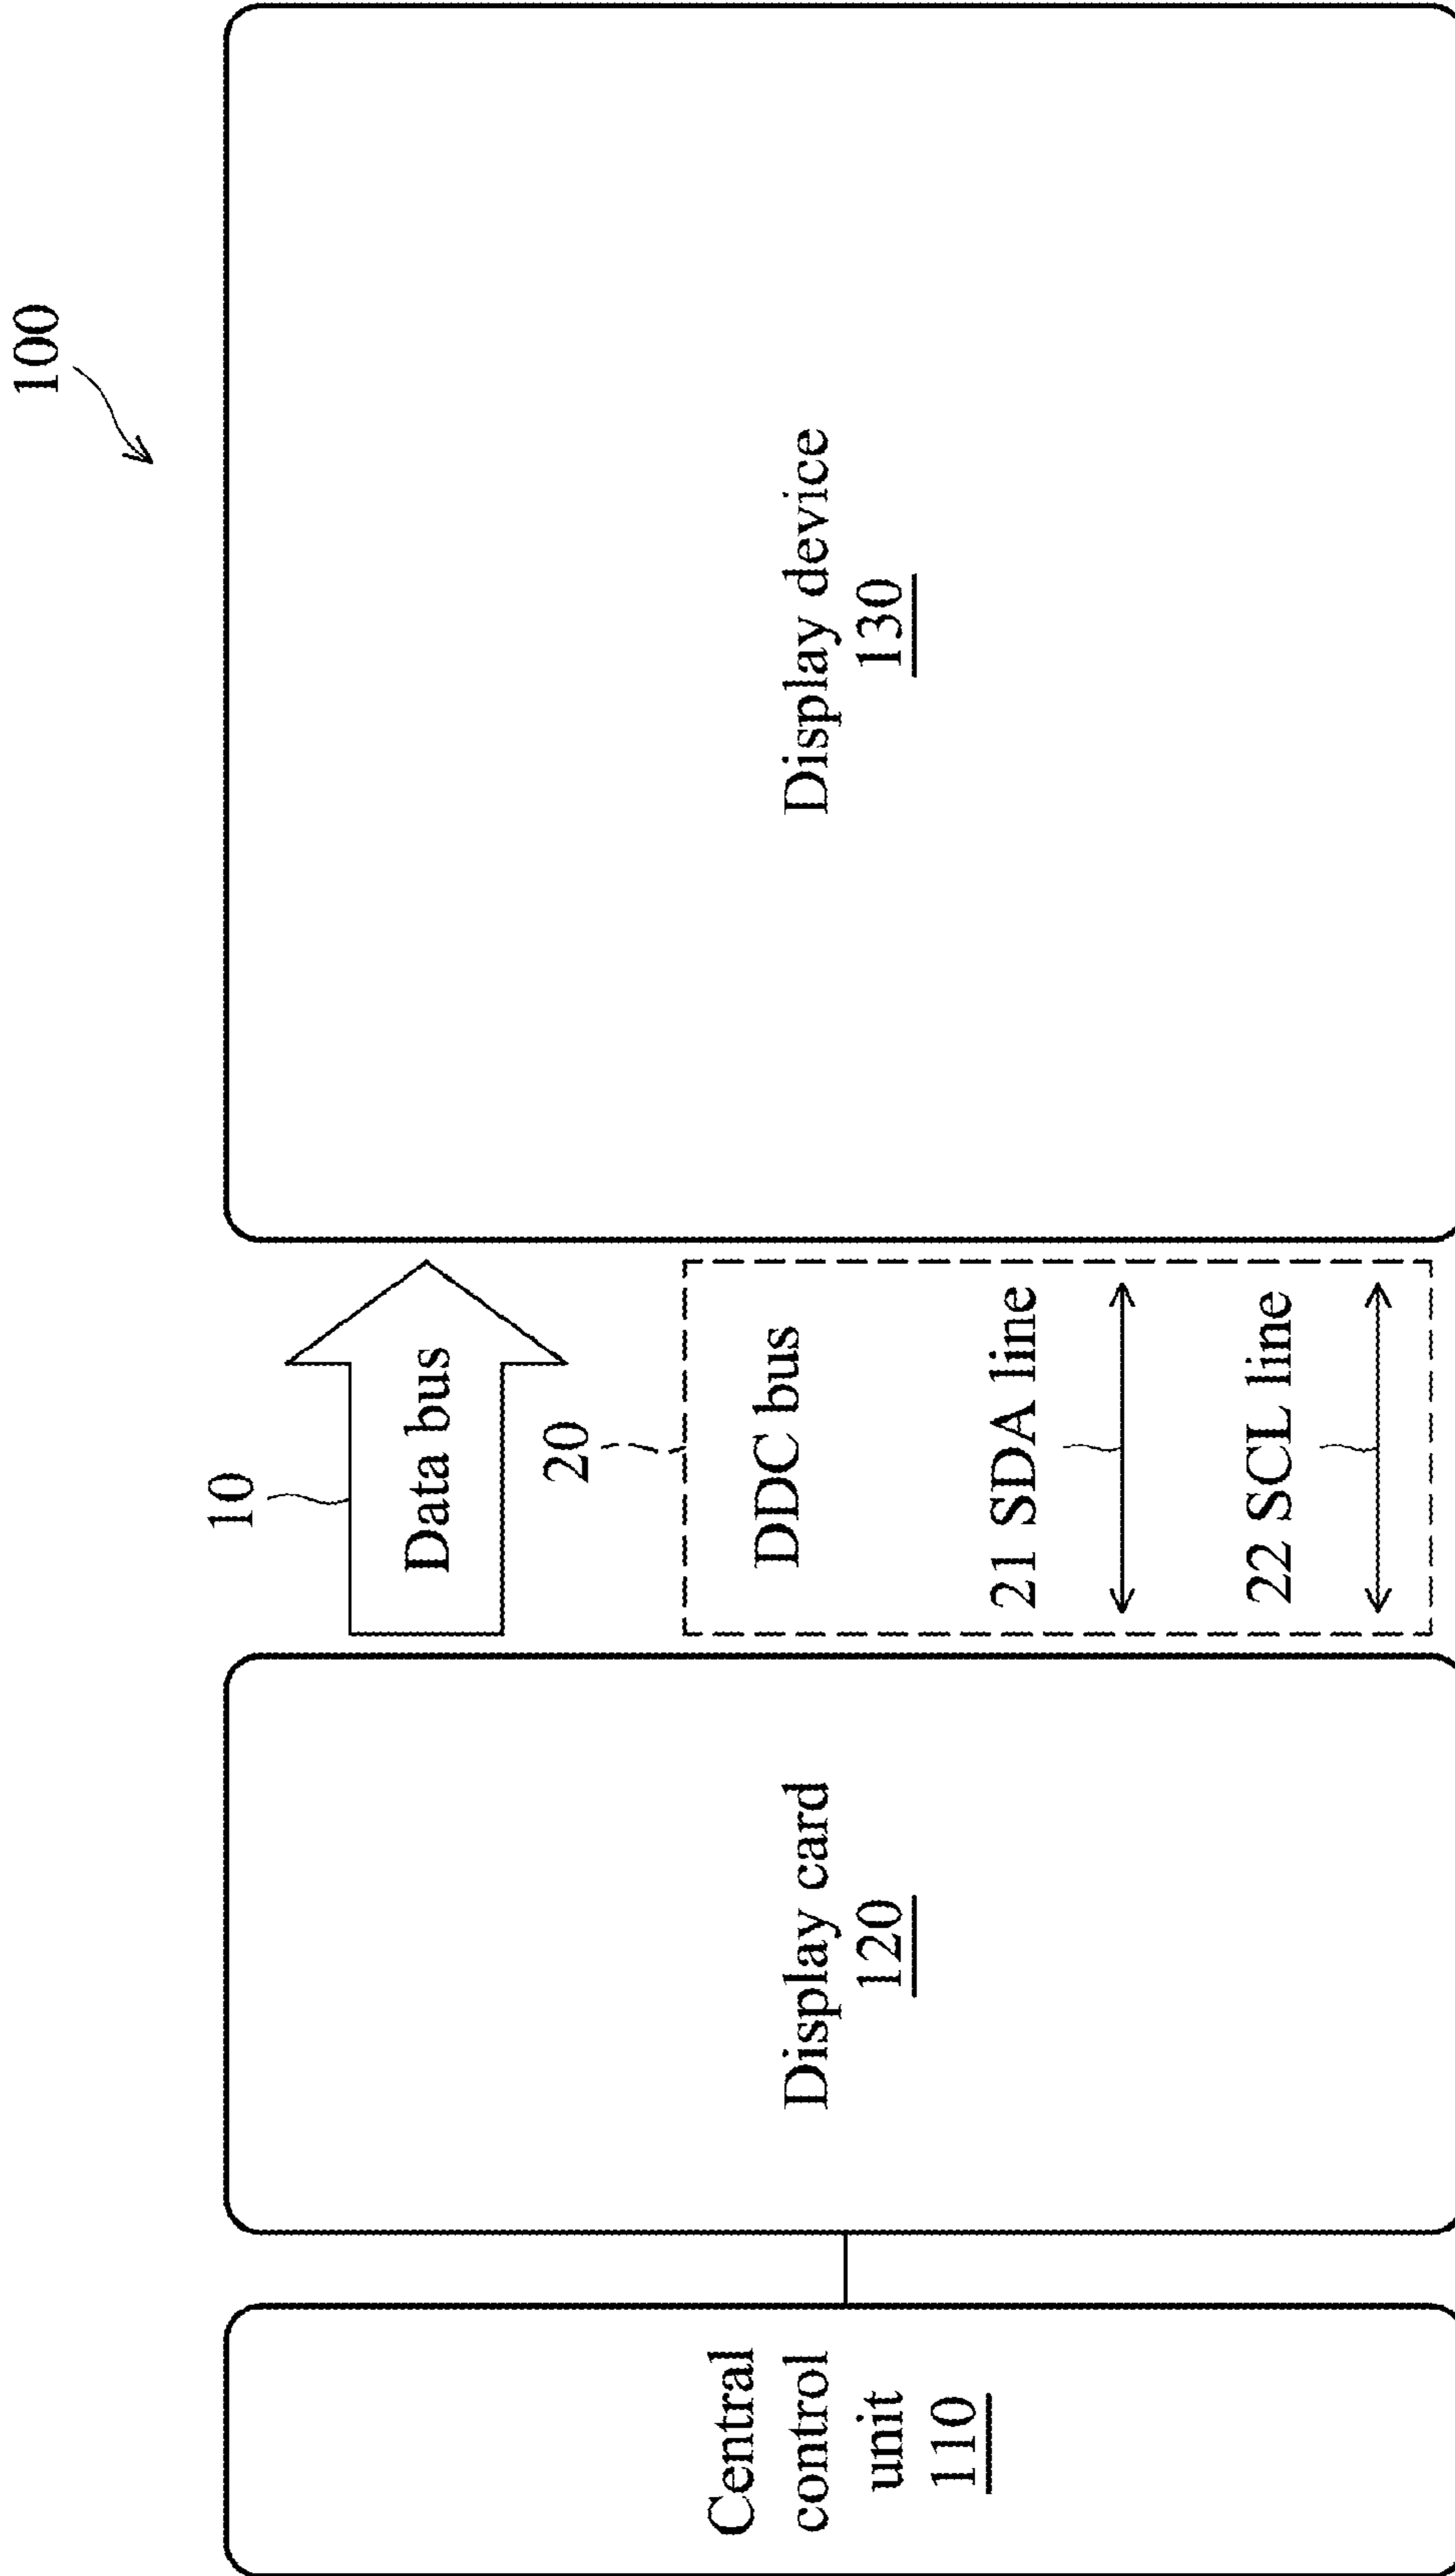 100
Central
control
unit
110
Display card
120
10
Data bus
20
DDC bus
21 SDA line
22 SCL line
Display device
130